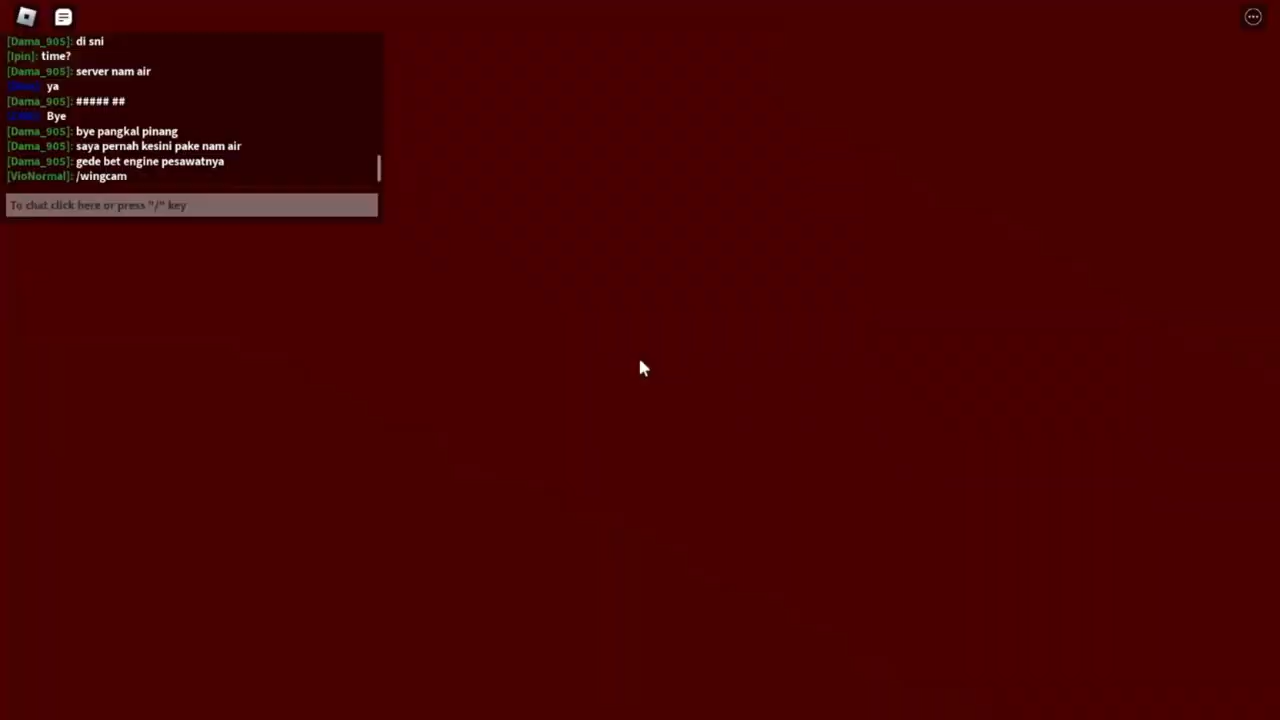 [Dama_905]: di sni
[Ipin]: time?
[Dama_905]: server nam air
ya
[Dama_905]: ##### ##
Bye
[Dama_905]: bye pangkal pinang
[Dama_905]: saya pernah kesini pake nam air
[Dama_905]: gede bet engine pesawatnya
[VioNormal]: /wingcam
To chat click here or press "/" key